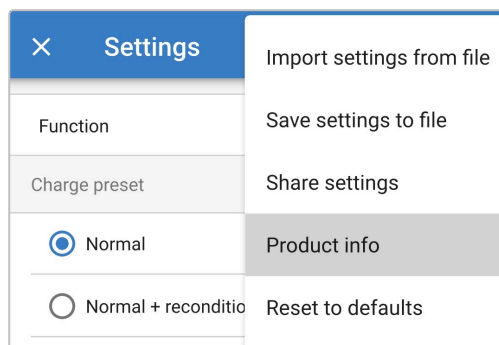 Settings
Function
Charge preset
Normal
Normal + reconditio
Import settings from file
Save settings to file
Share settings
Product info
Reset to defaults